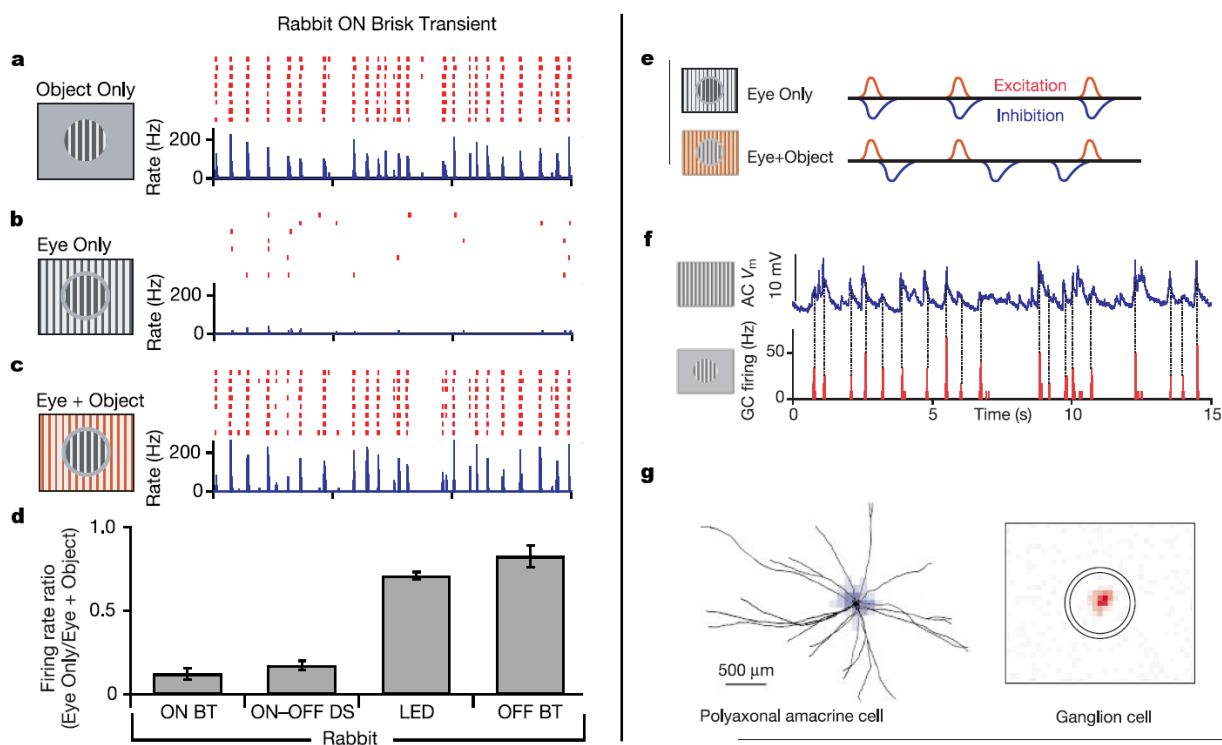 Rabbit ON Brisk Transient
a
Object Only
Rate (Hz)
200
0
b
Eye Only
200
0
c
Eye + Object
Rate (Hz)
200
0
d
Firing rate ratio
(Eye Only/Eye + Object)
1.0
0.5
0
ON BT
ON–OFF DS
LED
OFF BT
Rabbit
e
Eye Only
Excitation
Inhibition
Eye+Object
f
AC Vm
10 mV
GC firing (Hz)
50
0
0
5
10
15
Time (s)
g
500 μm
Polyaxonal amacrine cell
Ganglion cell